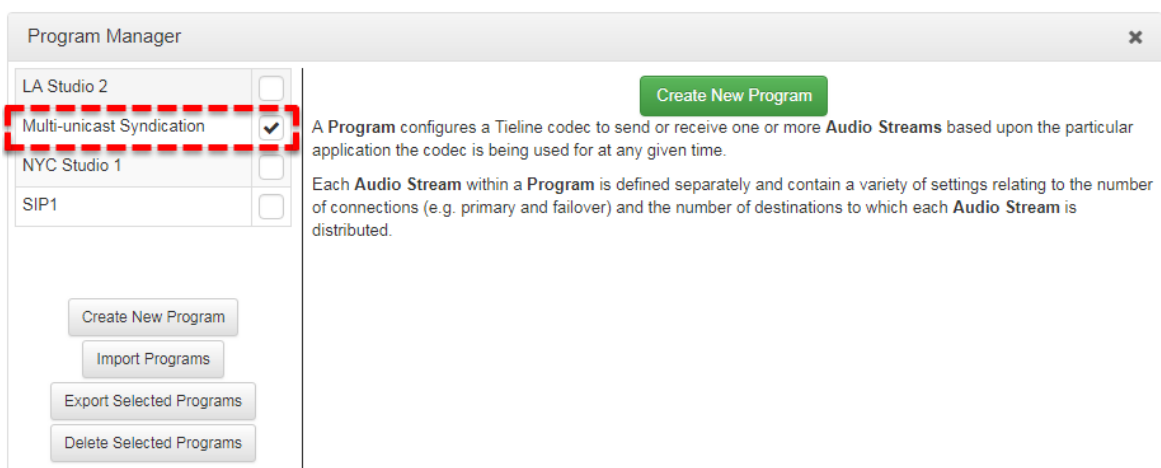 Program Manager
LA Studio 2
Multi-unicast Syndication
NYC Studio 1
SIP1
Create New Program
Import Programs
Export Selected Programs
Delete Selected Programs
Create New Program
A Program configures a Tieline codec to send or receive one or more Audio Streams based upon the particular
application the codec is being used for at any given time.
Each Audio Stream within a Program is defined separately and contain a variety of settings relating to the number
of connections (e.g. primary and failover) and the number of destinations to which each Audio Stream is
distributed.